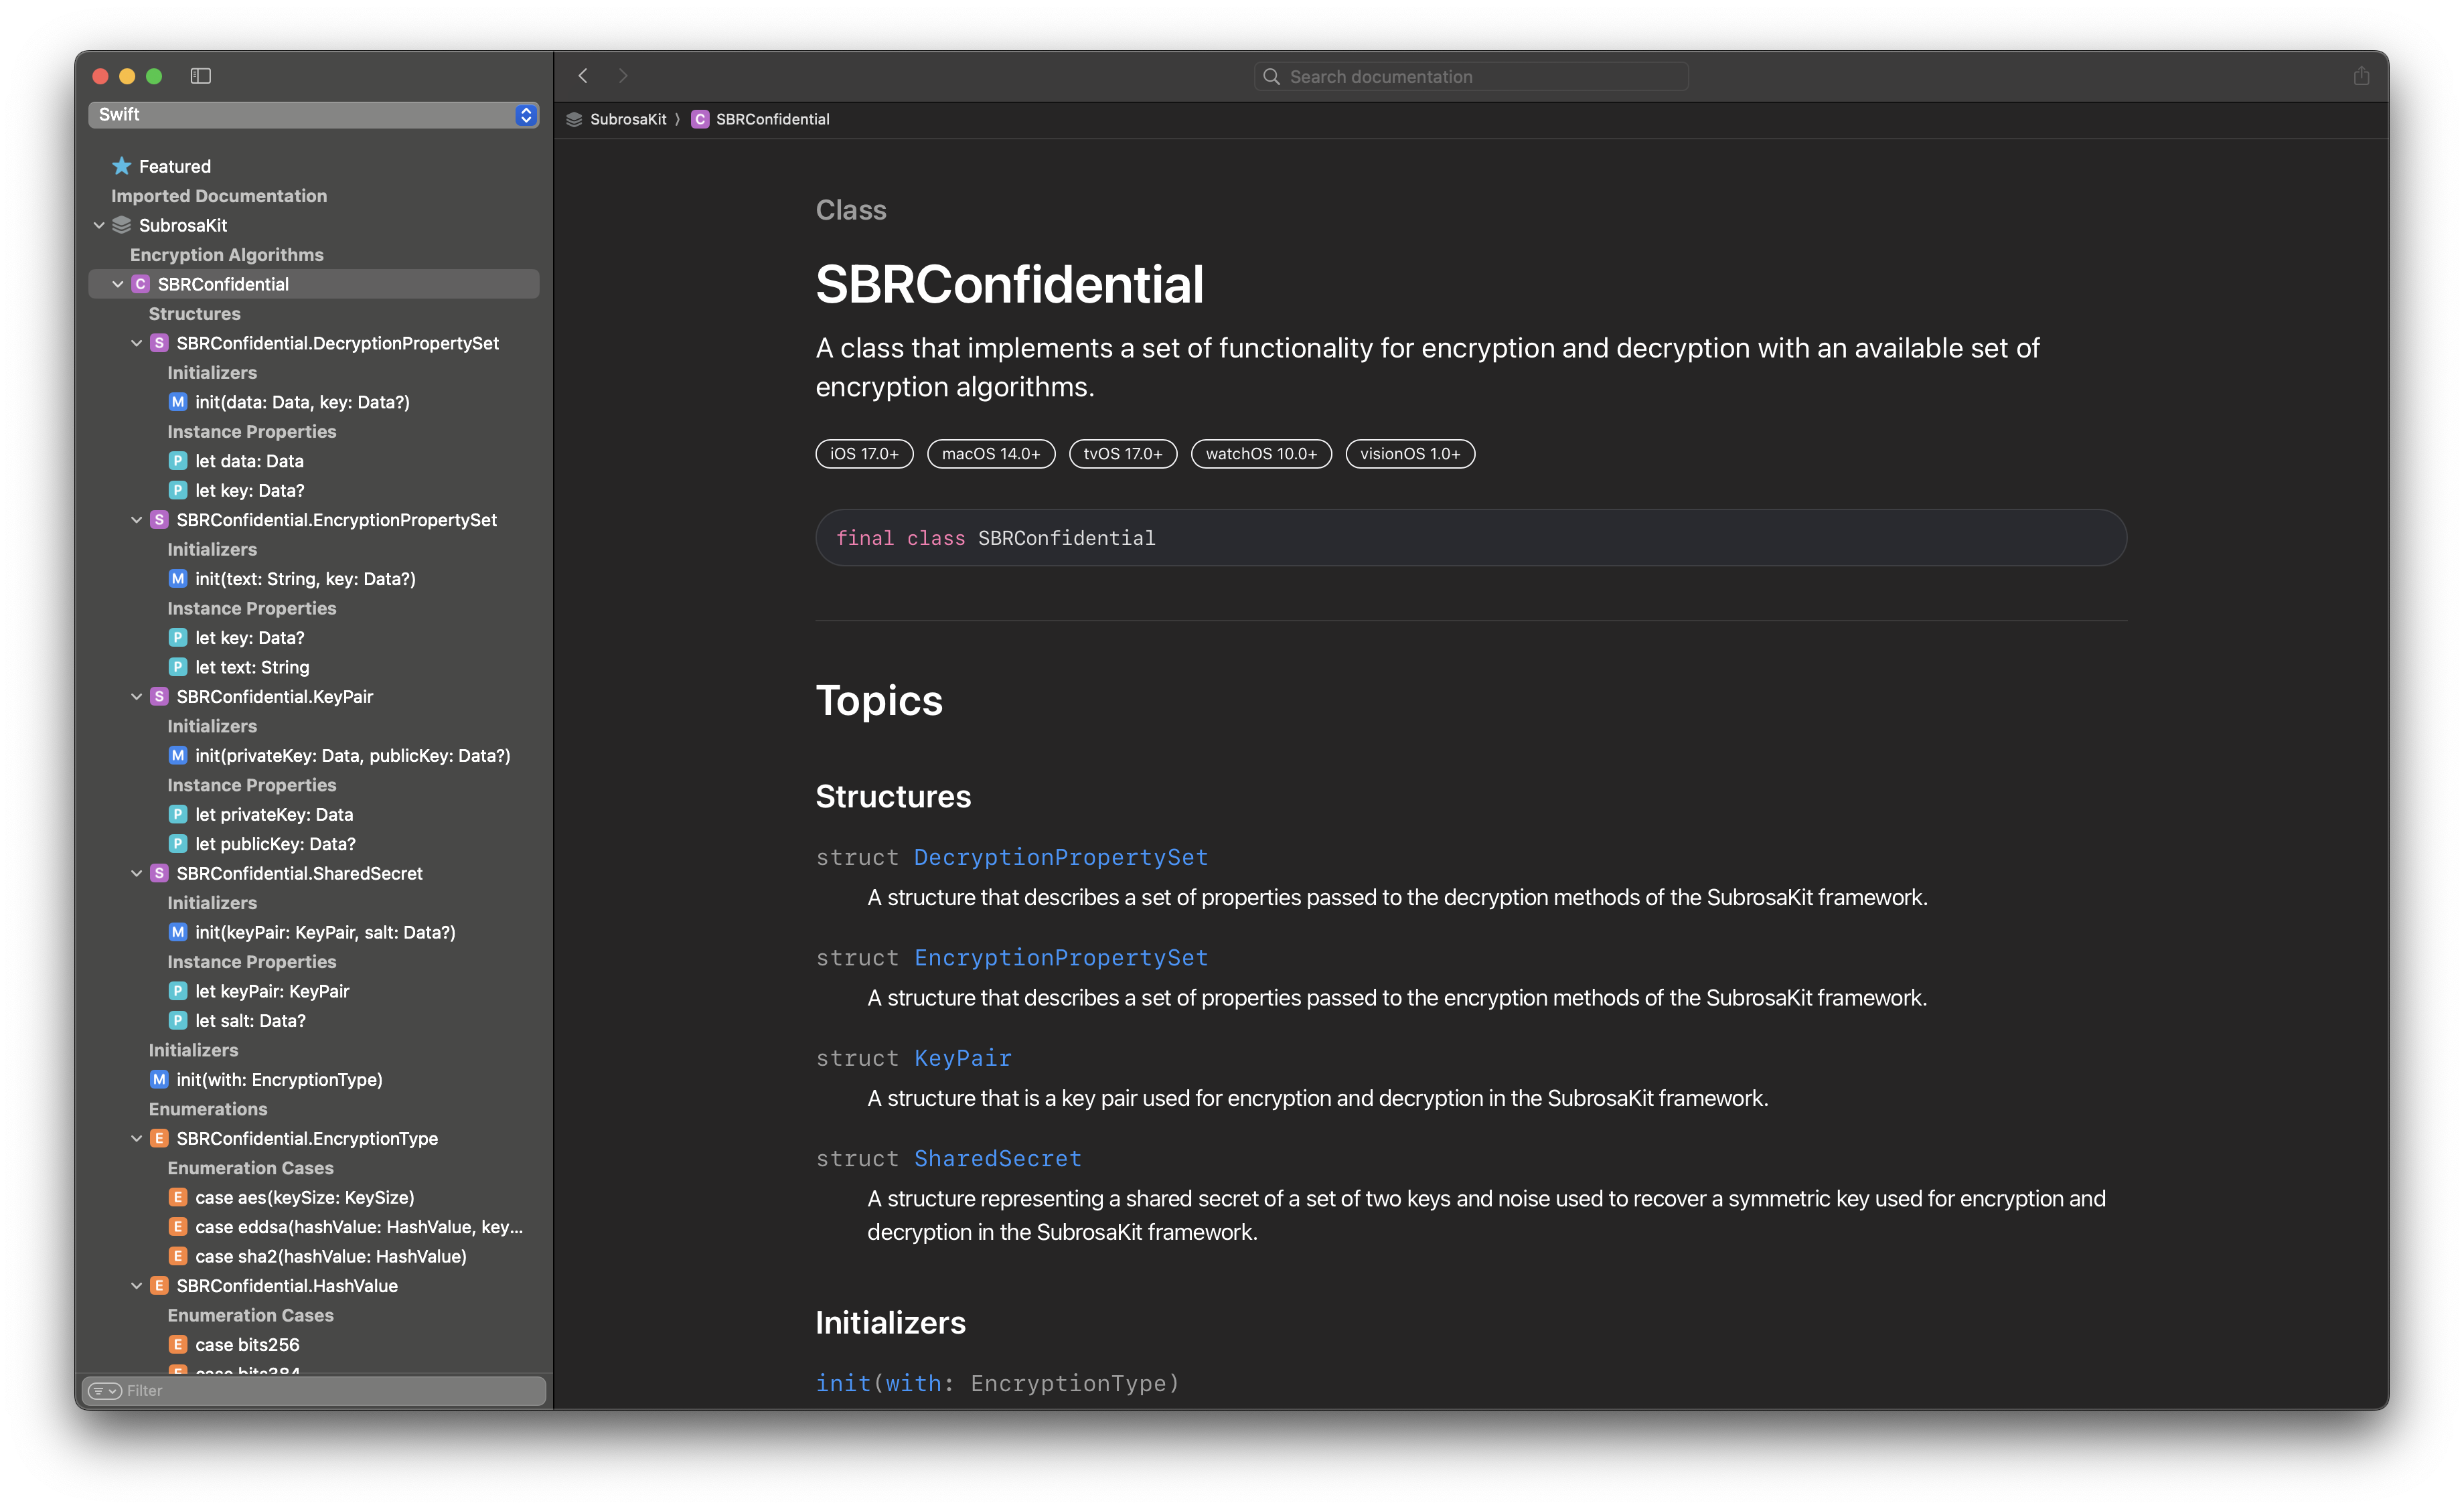 Swift
Featured
Imported Documentation
SubrosaKit
Encryption Algorithms
C SBRConfidential
Structures
S SBRConfidential.DecryptionPropertySet
Initializers
M init(data: Data, key: Data?)
Instance Properties
P let data: Data
P let key: Data?
S SBRConfidential.EncryptionPropertySet
Initializers
M init(text: String, key: Data?)
Instance Properties
P let key: Data?
P let text: String
S SBRConfidential.KeyPair
Initializers
M init(privateKey: Data, publicKey: Data?)
Instance Properties
P let privateKey: Data
P let publicKey: Data?
S SBRConfidential.SharedSecret
Initializers
M init(keyPair: KeyPair, salt: Data?)
Instance Properties
P let keyPair: KeyPair
P let salt: Data?
Initializers
M init(with: EncryptionType)
Enumerations
E SBRConfidential.EncryptionType
Enumeration Cases
E case aes(keySize: KeySize)
E case eddsa(hashValue: HashValue, key...
E case sha2(hashValue: HashValue)
E SBRConfidential.HashValue
Enumeration Cases
E case bits256
E case bits384
Filter
Search documentation
SubrosaKit 〉 C SBRConfidential
Class
SBRConfidential
A class that implements a set of functionality for encryption and decryption with an available set of
encryption algorithms.
iOS 17.0+ macOS 14.0+ tvOS 17.0+ watchOS 10.0+ visionOS 1.0+
final class SBRConfidential
Topics
Structures
struct DecryptionPropertySet
A structure that describes a set of properties passed to the decryption methods of the SubrosaKit framework.
struct EncryptionPropertySet
A structure that describes a set of properties passed to the encryption methods of the SubrosaKit framework.
struct KeyPair
A structure that is a key pair used for encryption and decryption in the SubrosaKit framework.
struct SharedSecret
A structure representing a shared secret of a set of two keys and noise used to recover a symmetric key used for encryption and
decryption in the SubrosaKit framework.
Initializers
init(with: EncryptionType)